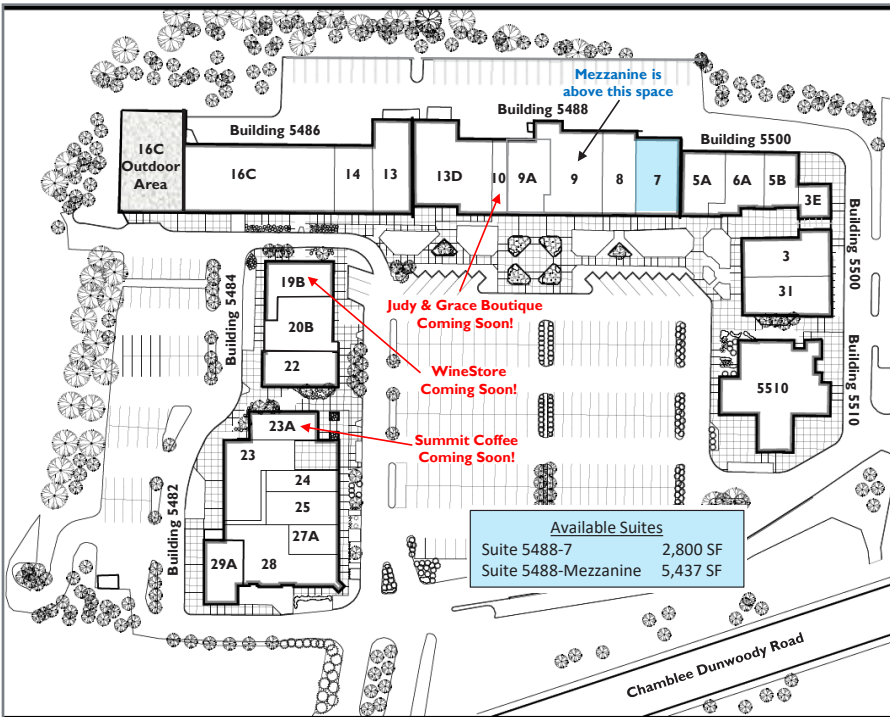 Mezzanine is
above this space
Building 5488
Building 5486
Building 5500
16C
Outdoor
Area
16C
14
13
13D
10
9A
9
8
7
5A
6A
5B
3E
Building 5500
3
31
Building 5484
19B
20B
22
Judy & Grace Boutique
Coming Soon!
WineStore
Coming Soon!
5510
Building 5510
23A
Summit Coffee
Coming Soon!
23
24
25
27A
28
29A
Building 5482
Available Suites
Suite 5488-7 2,800 SF
Suite 5488-Mezzanine 5,437 SF
Chamblee Dunwoody Road